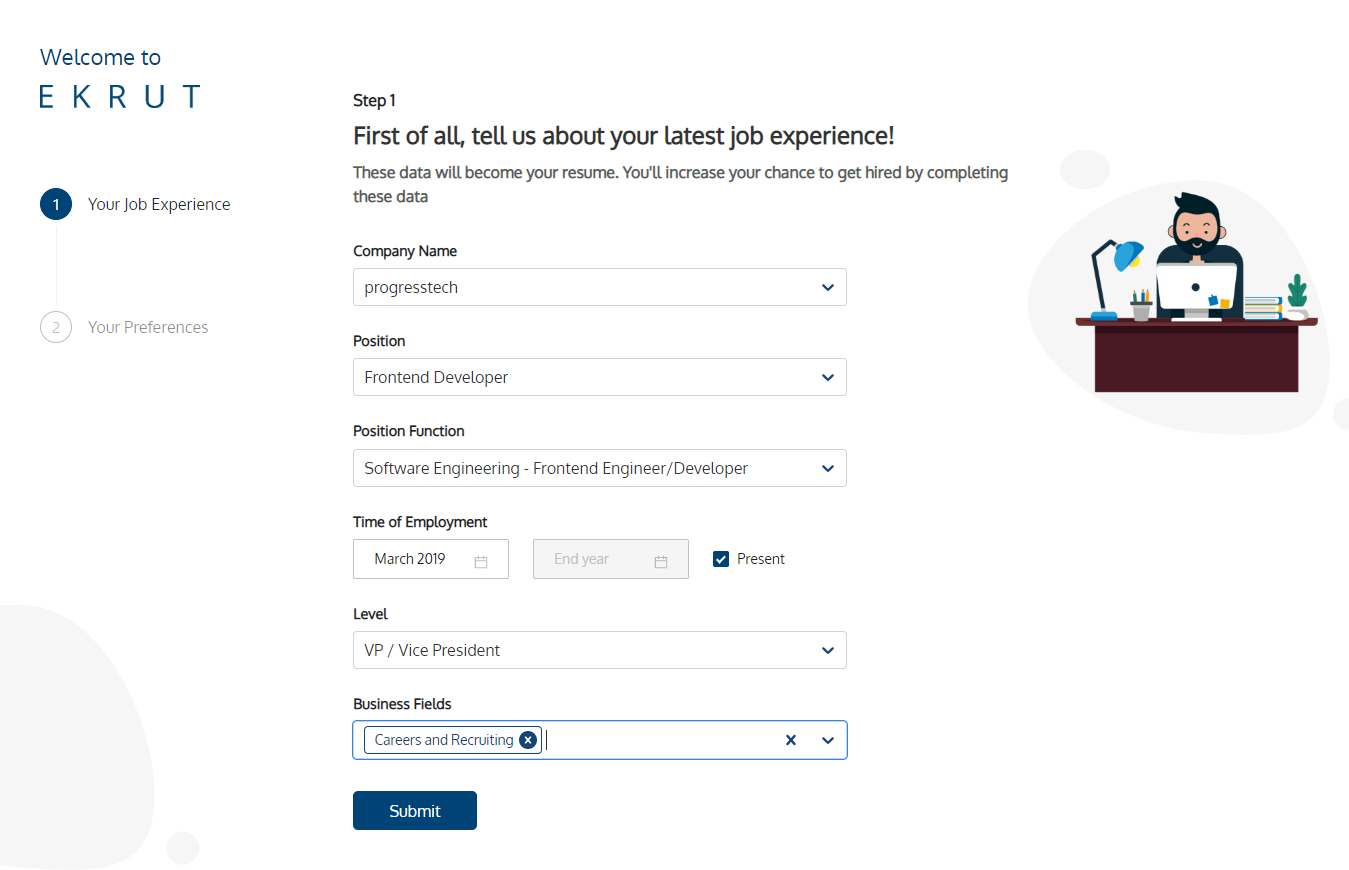 Welcome to
E K R U T
1 Your Job Experience
2 Your Preferences
Step 1
First of all, tell us about your latest job experience!
These data will become your resume. You'll increase your chance to get hired by completing
these data
Company Name
progresstech
Position
Frontend Developer
Position Function
Software Engineering - Frontend Engineer/Developer
Time of Employment
March 2019 End year Present
Level
VP / Vice President
Business Fields
Careers and Recruiting
Submit